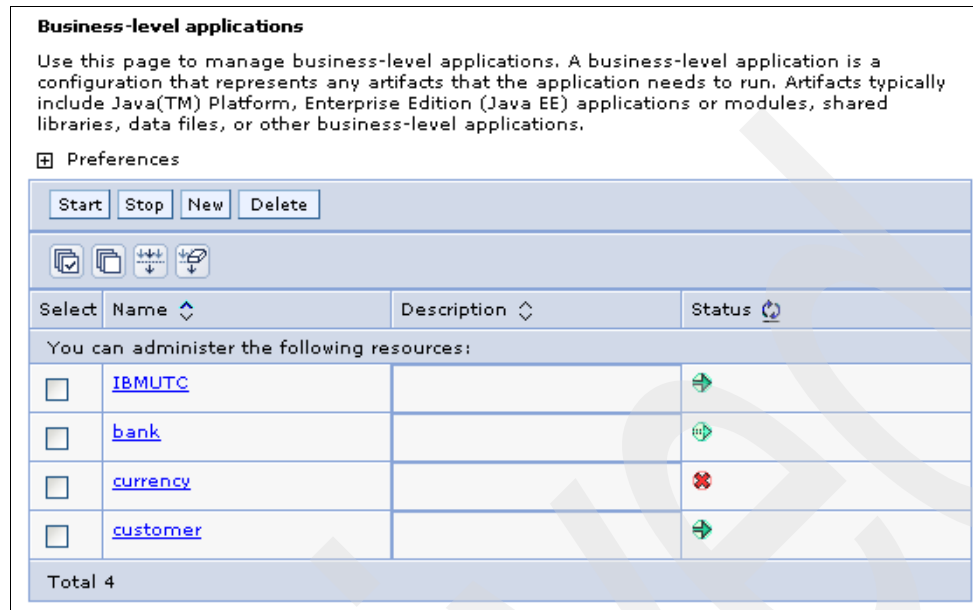 Business-level applications
Use this page to manage business-level applications. A business-level application is a
configuration that represents any artifacts that the application needs to run. Artifacts typically
include Java(TM) Platform, Enterprise Edition (Java EE) applications or modules, shared
libraries, data files, or other business-level applications.
Preferences
Start Stop New Delete
Select Name Description Status
You can administer the following resources:
IBMUTC
bank
currency
customer
Total 4